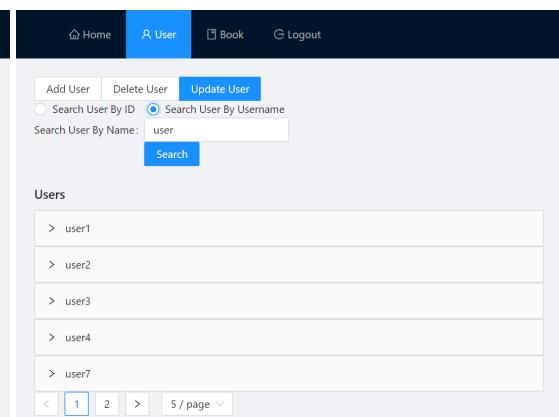 Home User Book Logout
Add User Delete User Update User
Search User By ID Search User By Username
Search User By Name: user
Search
Users
> user1
> user2
> user3
> user4
> user7
< 1 2 > 5 / page